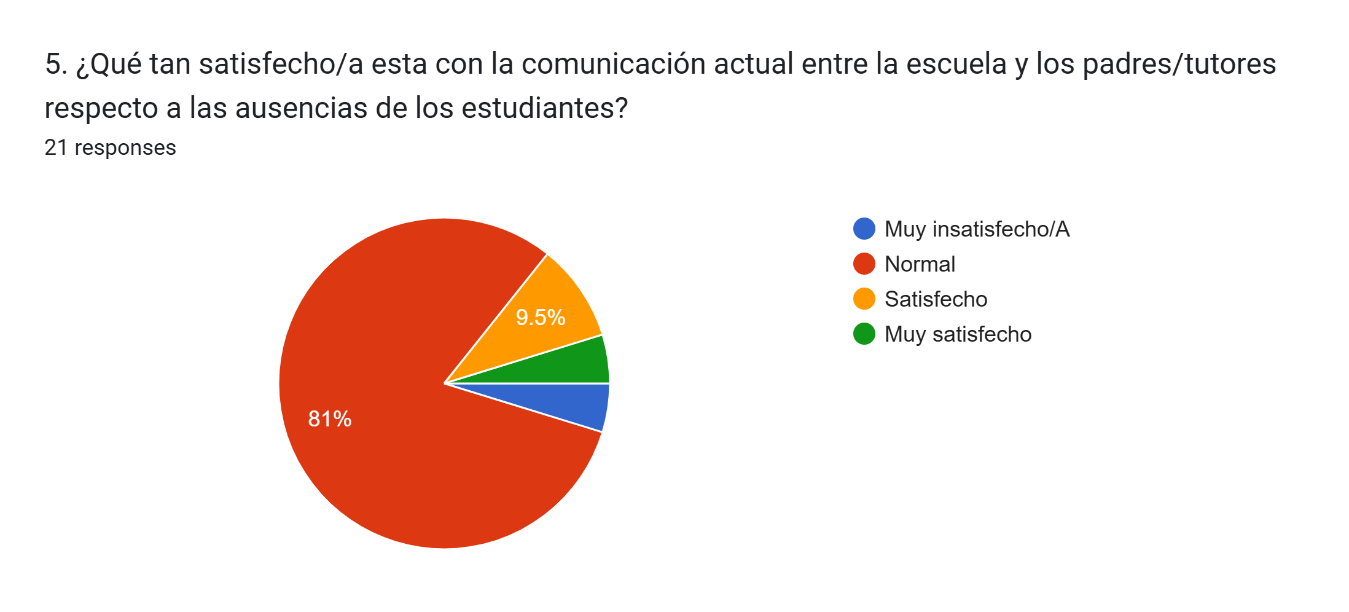 5. ¿Qué tan satisfecho/a esta con la comunicación actual entre la escuela y los padres/tutores
respecto a las ausencias de los estudiantes?
21 responses
Muy insatisfecho/A
Normal
Satisfecho
Muy satisfecho
9.5%
81%